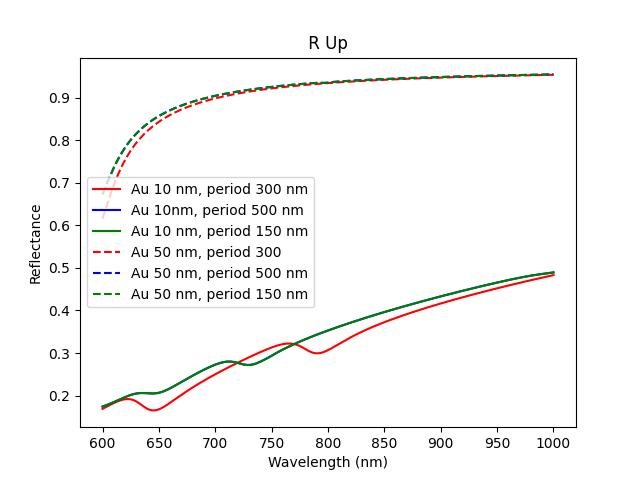 R Up
Reflectance
0.9
0.8
0.7
0.6
0.5
0.4
0.3
0.2
Au 10 nm, period 300 nm
Au 10nm, period 500 nm
Au 10 nm, period 150 nm
Au 50 nm, period 300
Au 50 nm, period 500 nm
Au 50 nm, period 150 nm
600 650 700 750 800 850 900 950 1000
Wavelength (nm)